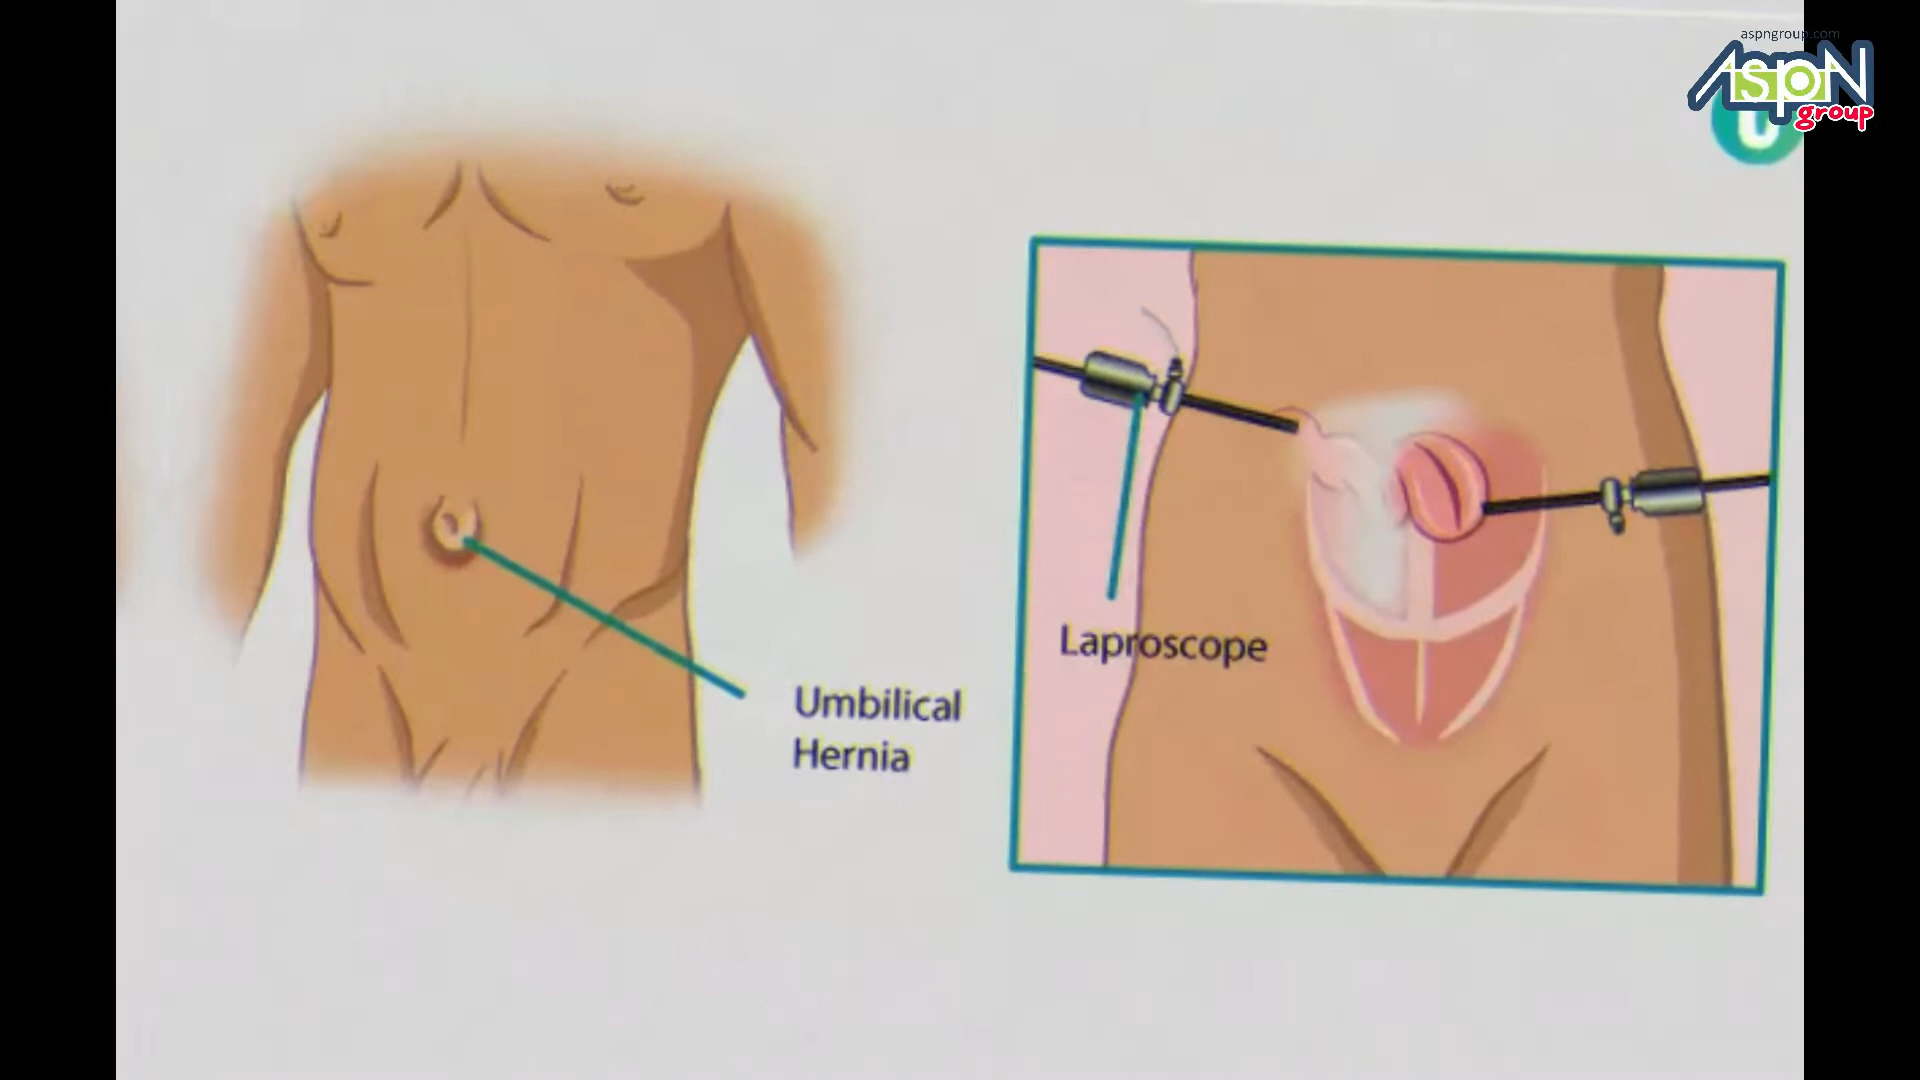 aspngroup.com
AspN
group
Umbilical
Hernia
Laproscope